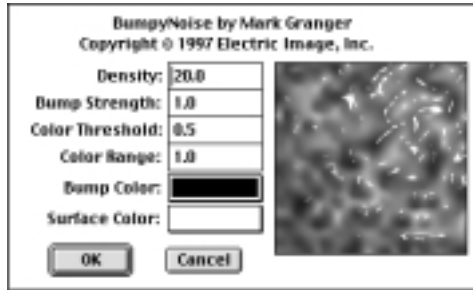 BumpyNoise by Mark Granger
Copyright © 1997 Electric Image, Inc.
Density: 20.0
Bump Strength: 1.0
Color Threshold: 0.5
Color Range: 1.0
Bump Color:
Surface Color:
OK Cancel